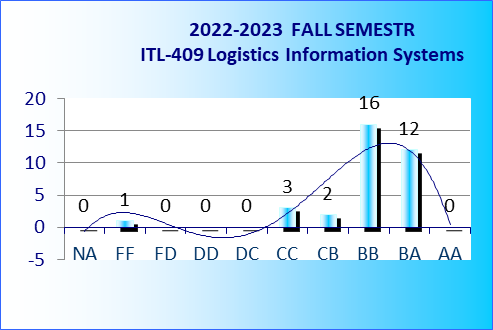 2022-2023 FALL SEMESTR
ITL-409 Logistics Information Systems
20
15
10
5
0
-5
0 1 0 0 0 3 2 16 12 0
NA FF FD DD DC CC CB BB BA AA